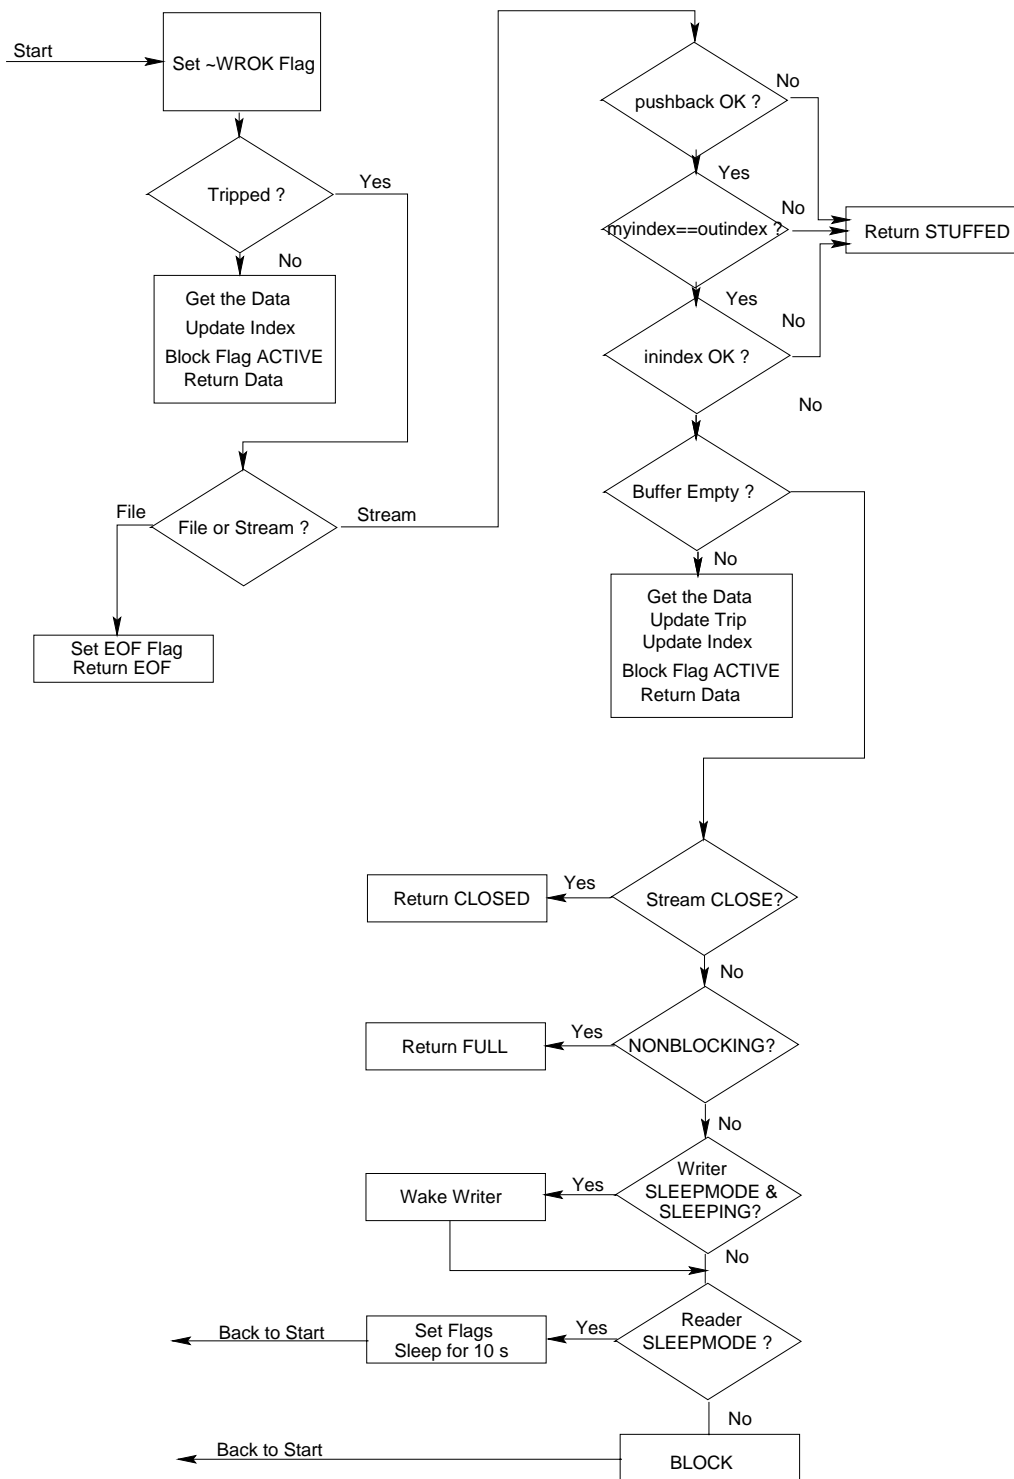 Start
Set ~WROK Flag
Tripped ?
Yes
No
Get the Data
Update Index
Block Flag ACTIVE
Return Data
File
File or Stream ?
Stream
Set EOF Flag
Return EOF
pushback OK ?
No
Yes
myindex==outindex ?
No
Return STUFFED
Yes
No
inindex OK ?
No
Buffer Empty ?
No
Get the Data
Update Trip
Update Index
Block Flag ACTIVE
Return Data
Return CLOSED
Yes
Stream CLOSE?
No
Return FULL
Yes
NONBLOCKING?
No
Wake Writer
Yes
Writer
SLEEPMODE &
SLEEPING?
No
Back to Start
Set Flags
Sleep for 10 s
Yes
Reader
SLEEPMODE ?
No
Back to Start
BLOCK